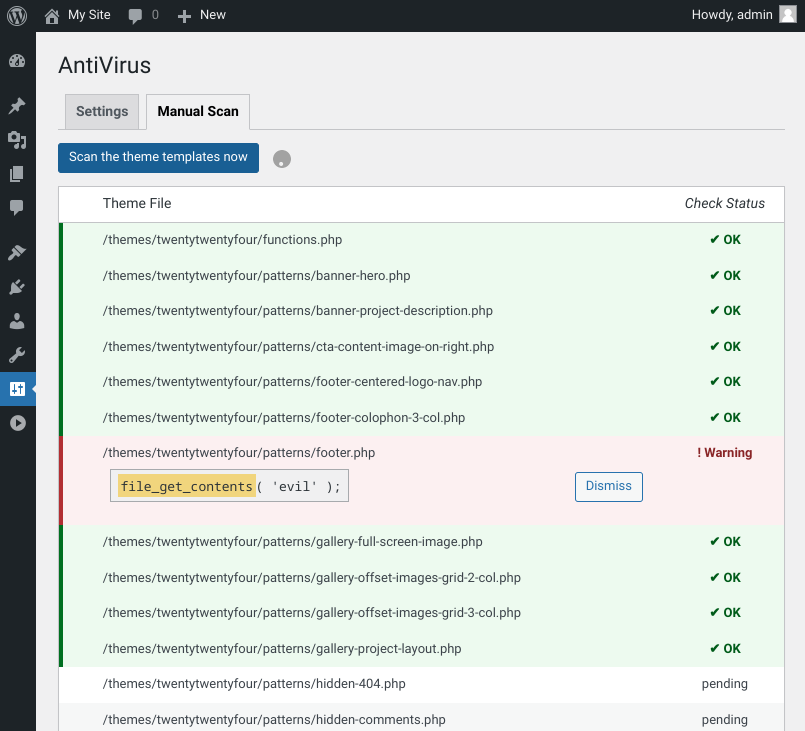 My Site 0 New Howdy, admin
AntiVirus
Settings Manual Scan
Scan the theme templates now
Theme File Check Status
/themes/twentytwentyfour/functions.php ✔ OK
/themes/twentytwentyfour/patterns/banner-hero.php ✔ OK
/themes/twentytwentyfour/patterns/banner-project-description.php ✔ OK
/themes/twentytwentyfour/patterns/cta-content-image-on-right.php ✔ OK
/themes/twentytwentyfour/patterns/footer-centered-logo-nav.php ✔ OK
/themes/twentytwentyfour/patterns/footer-colophon-3-col.php ✔ OK
/themes/twentytwentyfour/patterns/footer.php ! Warning
file_get_contents( 'evil' ); Dismiss
/themes/twentytwentyfour/patterns/gallery-full-screen-image.php ✔ OK
/themes/twentytwentyfour/patterns/gallery-offset-images-grid-2-col.php ✔ OK
/themes/twentytwentyfour/patterns/gallery-offset-images-grid-3-col.php ✔ OK
/themes/twentytwentyfour/patterns/gallery-project-layout.php ✔ OK
/themes/twentytwentyfour/patterns/hidden-404.php pending
/themes/twentytwentyfour/patterns/hidden-comments.php pending